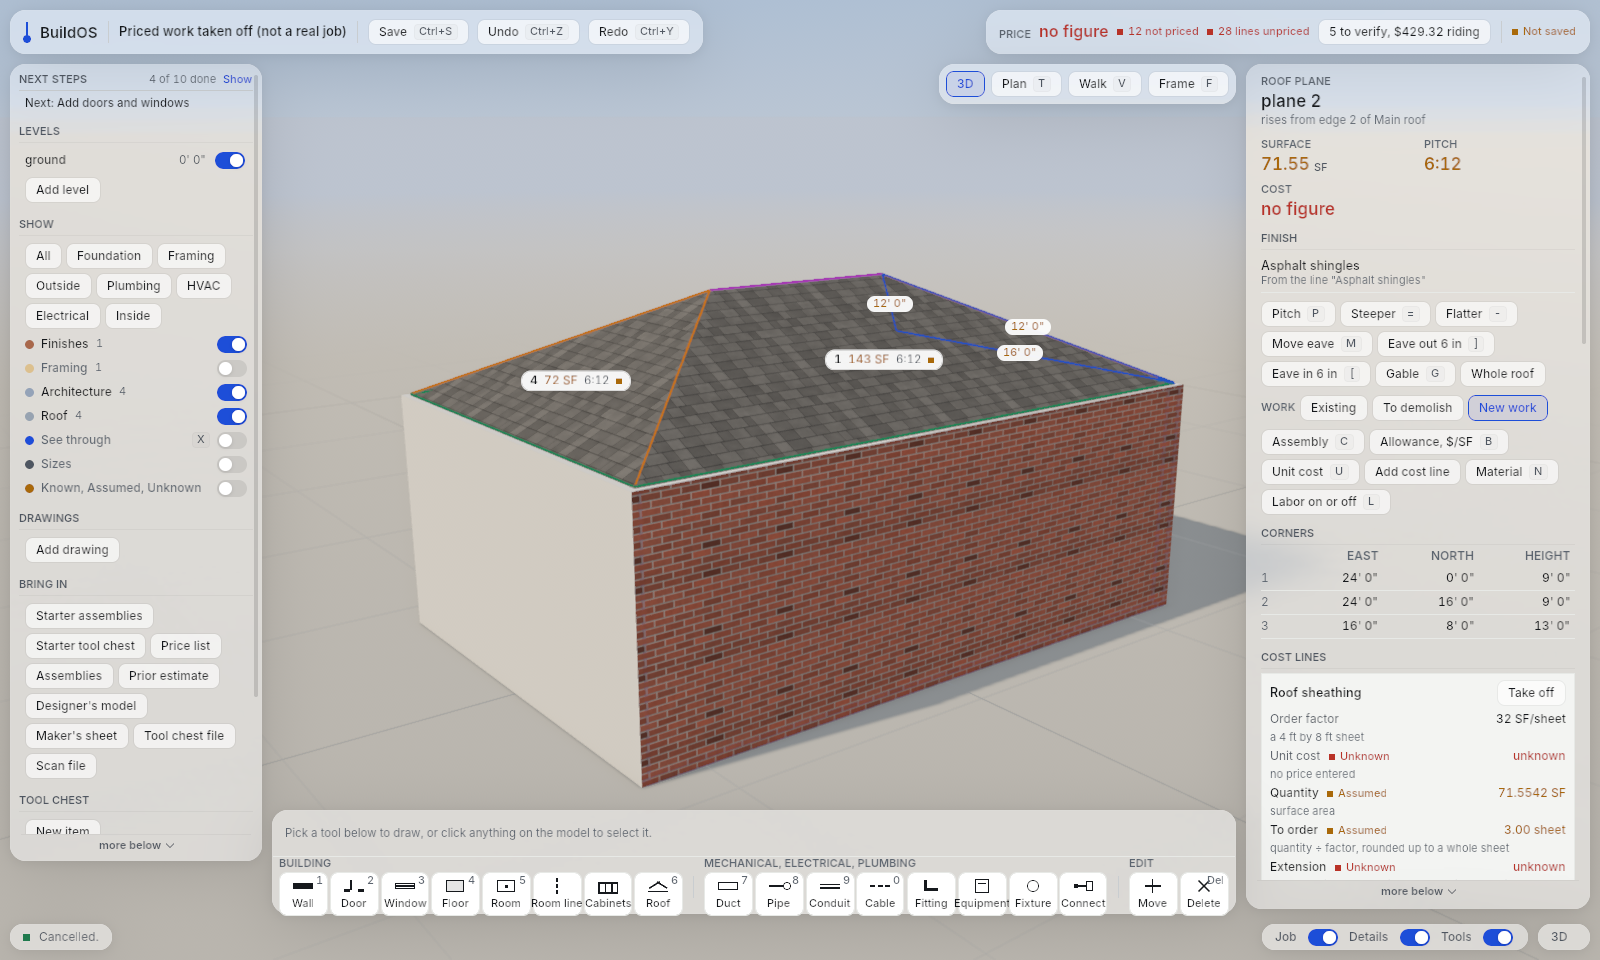 BuildOS
Priced work taken off (not a real job)
Save Ctrl+S
Undo Ctrl+Z
Redo Ctrl+Y
PRICE no figure
12 not priced
28 lines unpriced
5 to verify, $429.32 riding
Not saved
3D
Plan T
Walk V
Frame F
NEXT STEPS 4 of 10 done Show
Next: Add doors and windows
LEVELS
ground 0' 0"
Add level
SHOW
All Foundation Framing
Outside Plumbing HVAC
Electrical Inside
Finishes 1
Framing 1
Architecture 4
Roof 4
See through X
Sizes
Known, Assumed, Unknown
DRAWINGS
Add drawing
BRING IN
Starter assemblies
Starter tool chest Price list
Assemblies Prior estimate
Designer's model
Maker's sheet Tool chest file
Scan file
TOOL CHEST
New item
more below
12' 0"
12' 0"
16' 0"
1 143 SF 6:12
4 72 SF 6:12
Pick a tool below to draw, or click anything on the model to select it.
BUILDING
1 Wall
2 Door
3 Window
4 Floor
5 Room
Room line
Cabinets
6 Roof
MECHANICAL, ELECTRICAL, PLUMBING
7 Duct
8 Pipe
9 Conduit
0 Cable
Fitting
Equipment
Fixture
Connect
EDIT
Move
Del Delete
ROOF PLANE
plane 2
rises from edge 2 of Main roof
SURFACE PITCH
71.55 SF 6:12
COST
no figure
FINISH
Asphalt shingles
From the line "Asphalt shingles"
Pitch P Steeper = Flatter -
Move eave M Eave out 6 in ]
Eave in 6 in [ Gable G Whole roof
WORK Existing To demolish New work
Assembly C Allowance, $/SF B
Unit cost U Add cost line Material N
Labor on or off L
CORNERS
EAST NORTH HEIGHT
1 24' 0" 0' 0" 9' 0"
2 24' 0" 16' 0" 9' 0"
3 16' 0" 8' 0" 13' 0"
COST LINES
Roof sheathing Take off
Order factor 32 SF/sheet
a 4 ft by 8 ft sheet
Unit cost Unknown unknown
no price entered
Quantity Assumed 71.5542 SF
surface area
To order Assumed 3.00 sheet
quantity ÷ factor, rounded up to a whole sheet
Extension Unknown unknown
more below
Cancelled.
Job Details Tools 3D